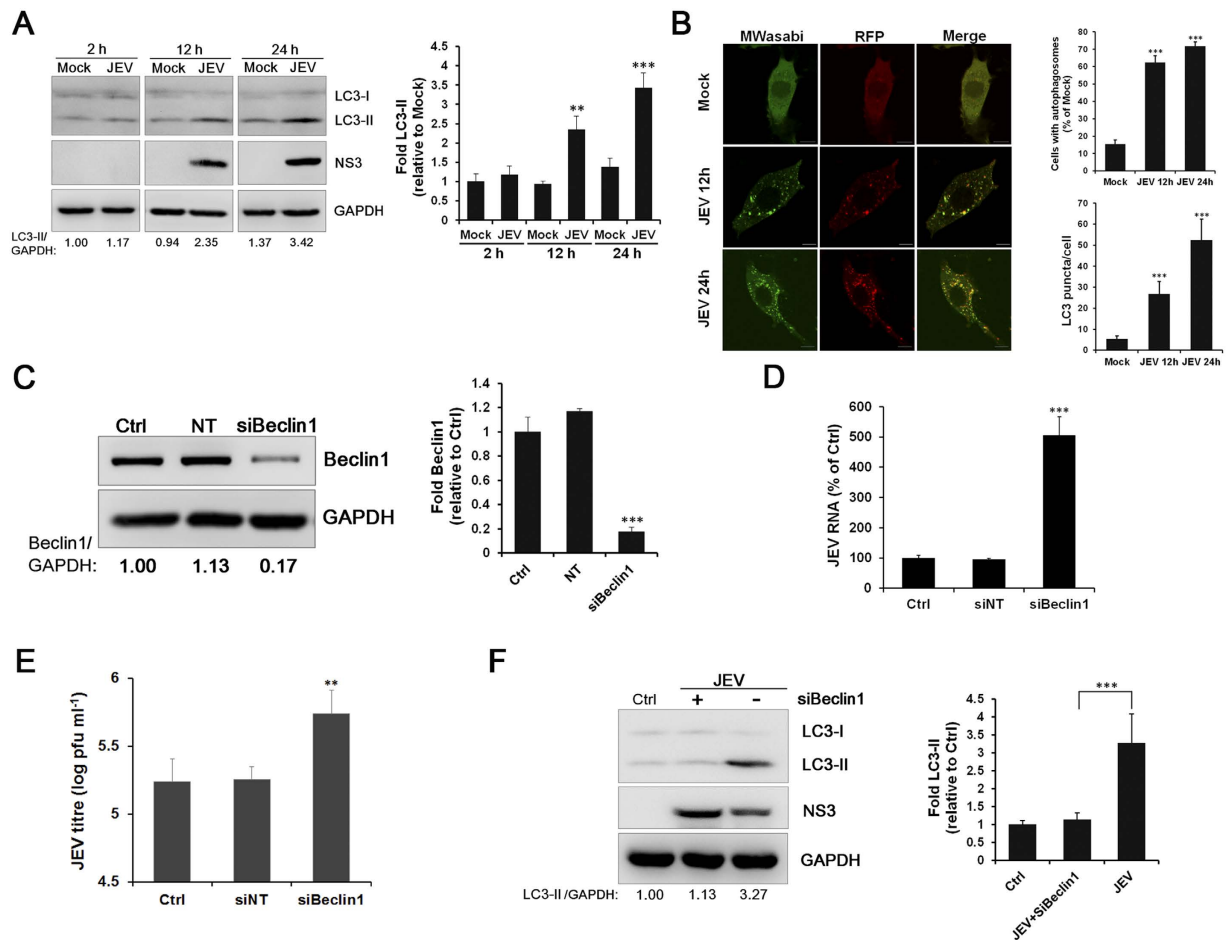 A
2 h
12 h
24 h
Mock JEV
Mock JEV
Mock JEV
LC3-I
LC3-II
NS3
GAPDH
LC3-II/
GAPDH:
1.00 1.17 0.94 2.35 1.37 3.42
Fold LC3-II
(relative to Mock)
4.5
4
3.5
3
2.5
2
1.5
1
0.5
0
**
***
Mock JEV Mock JEV Mock JEV
2 h 12 h 24 h
B
MWasabi RFP Merge
Mock
JEV 12h
JEV 24h
Cells with autophagosomes
(% of Mock)
90
80
70
60
50
40
30
20
10
0
***
***
Mock JEV 12h JEV 24h
LC3 puncta/cell
70
60
50
40
30
20
10
0
***
***
Mock JEV 12h JEV 24h
C
Ctrl NT siBeclin1
Beclin1
GAPDH
Beclin1/
GAPDH:
1.00 1.13 0.17
Fold Beclin1
(relative to Ctrl)
1.4
1.2
1
0.8
0.6
0.4
0.2
0
***
Ctrl
NT
siBeclin1
D
JEV RNA (% of Ctrl)
600
500
400
300
200
100
0
***
Ctrl siNT siBeclin1
E
JEV titre (log pfu ml-1)
6
5.5
5
4.5
**
Ctrl siNT siBeclin1
F
JEV
Ctrl + - siBeclin1
LC3-I
LC3-II
NS3
GAPDH
LC3-II /GAPDH: 1.00 1.13 3.27
Fold LC3-II
(relative to Ctrl)
4.5
4
3.5
3
2.5
2
1.5
1
0.5
0
***
Ctrl
JEV+SiBeclin1
JEV